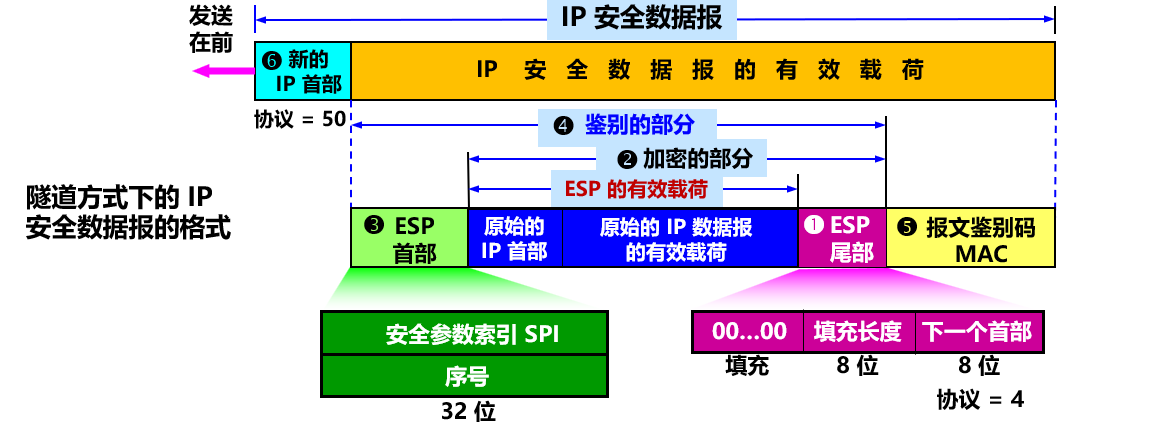 发送
在前
IP 安全数据报
❻ 新的
IP 首部
IP 安全数据报的有效载荷
协议 = 50
❹ 鉴别的部分
❷ 加密的部分
ESP 的有效载荷
隧道方式下的 IP
安全数据报的格式
❸ ESP
首部
原始的
IP 首部
原始的 IP 数据报
的有效载荷
❶ ESP
尾部
❺ 报文鉴别码
MAC
安全参数索引 SPI
序号
32 位
00…00
填充长度
下一个首部
填充
8 位
8 位
协议 = 4